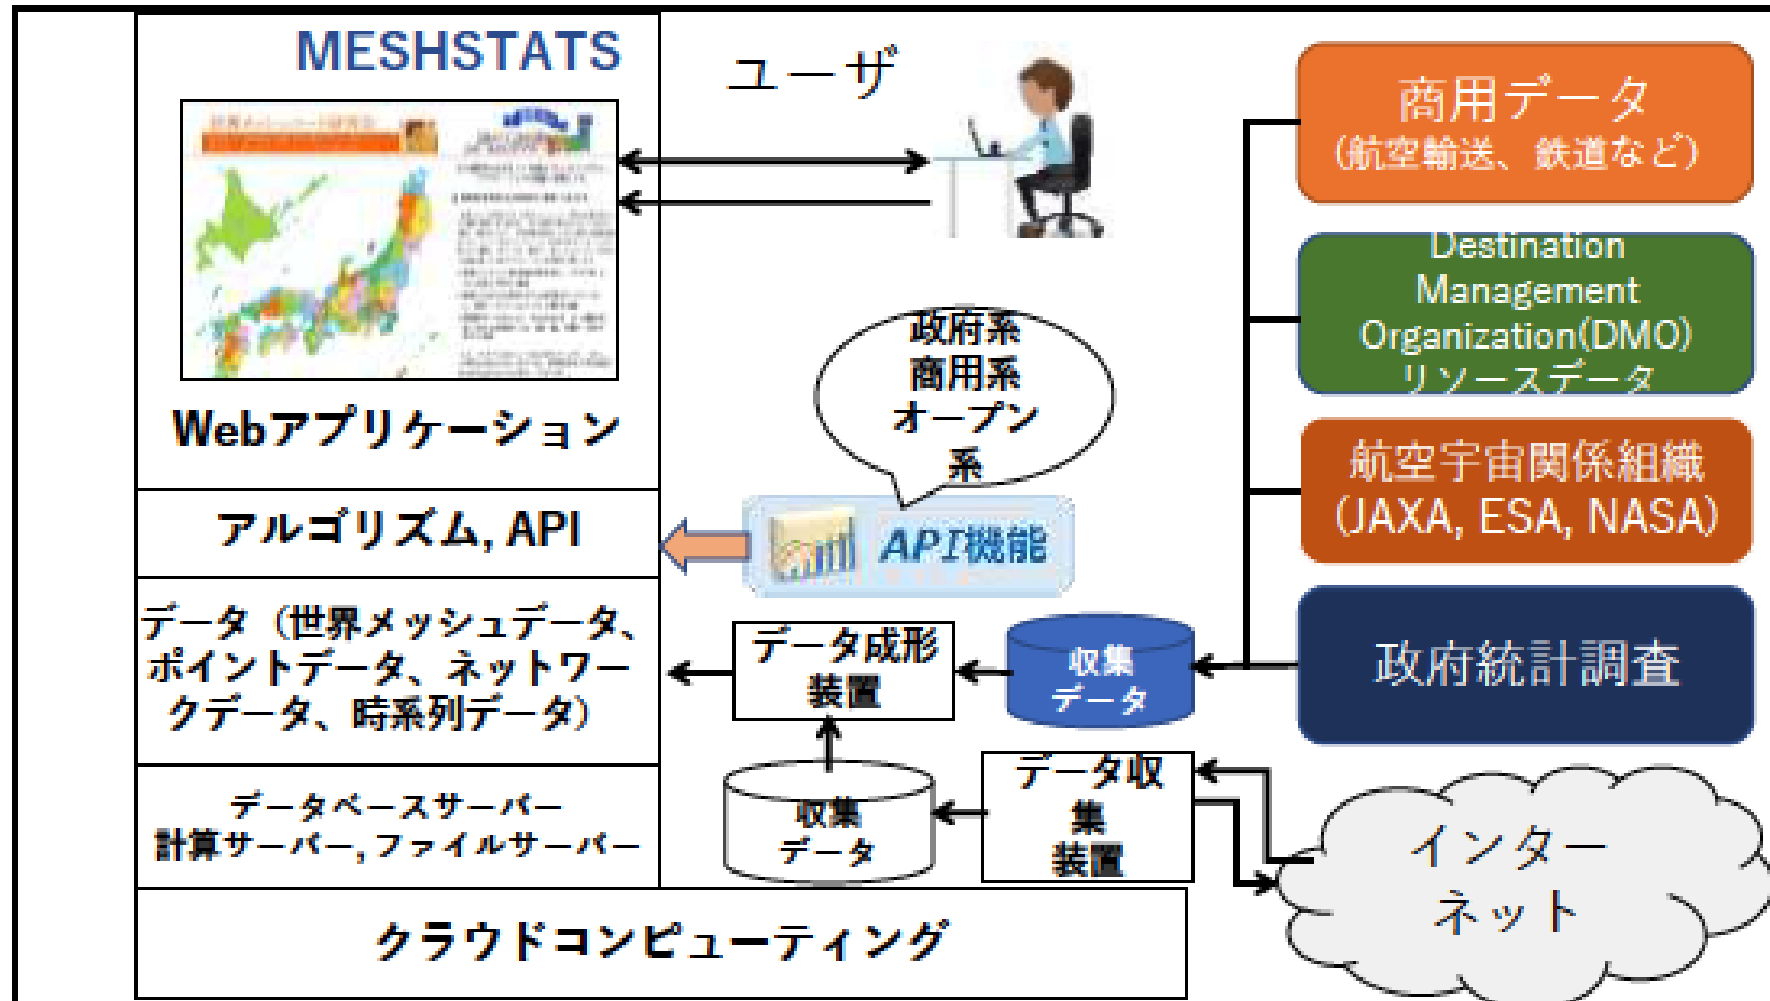 MESHSTATS
Webアプリケーション
アルゴリズム, API
データ（世界メッシュデータ、
ポイントデータ、ネットワー
クデータ、時系列データ）
データベースサーバー
計算サーバー, ファイルサーバー
クラウドコンピューティング
ユーザ
政府系
商用系
オープン
系
API機能
データ成形
装置
収集
データ
収集
データ
データ収
集
装置
商用データ
(航空輸送、鉄道など)
Destination
Management
Organization(DMO)
リソースデータ
航空宇宙関係組織
(JAXA, ESA, NASA)
政府統計調査
インター
ネット